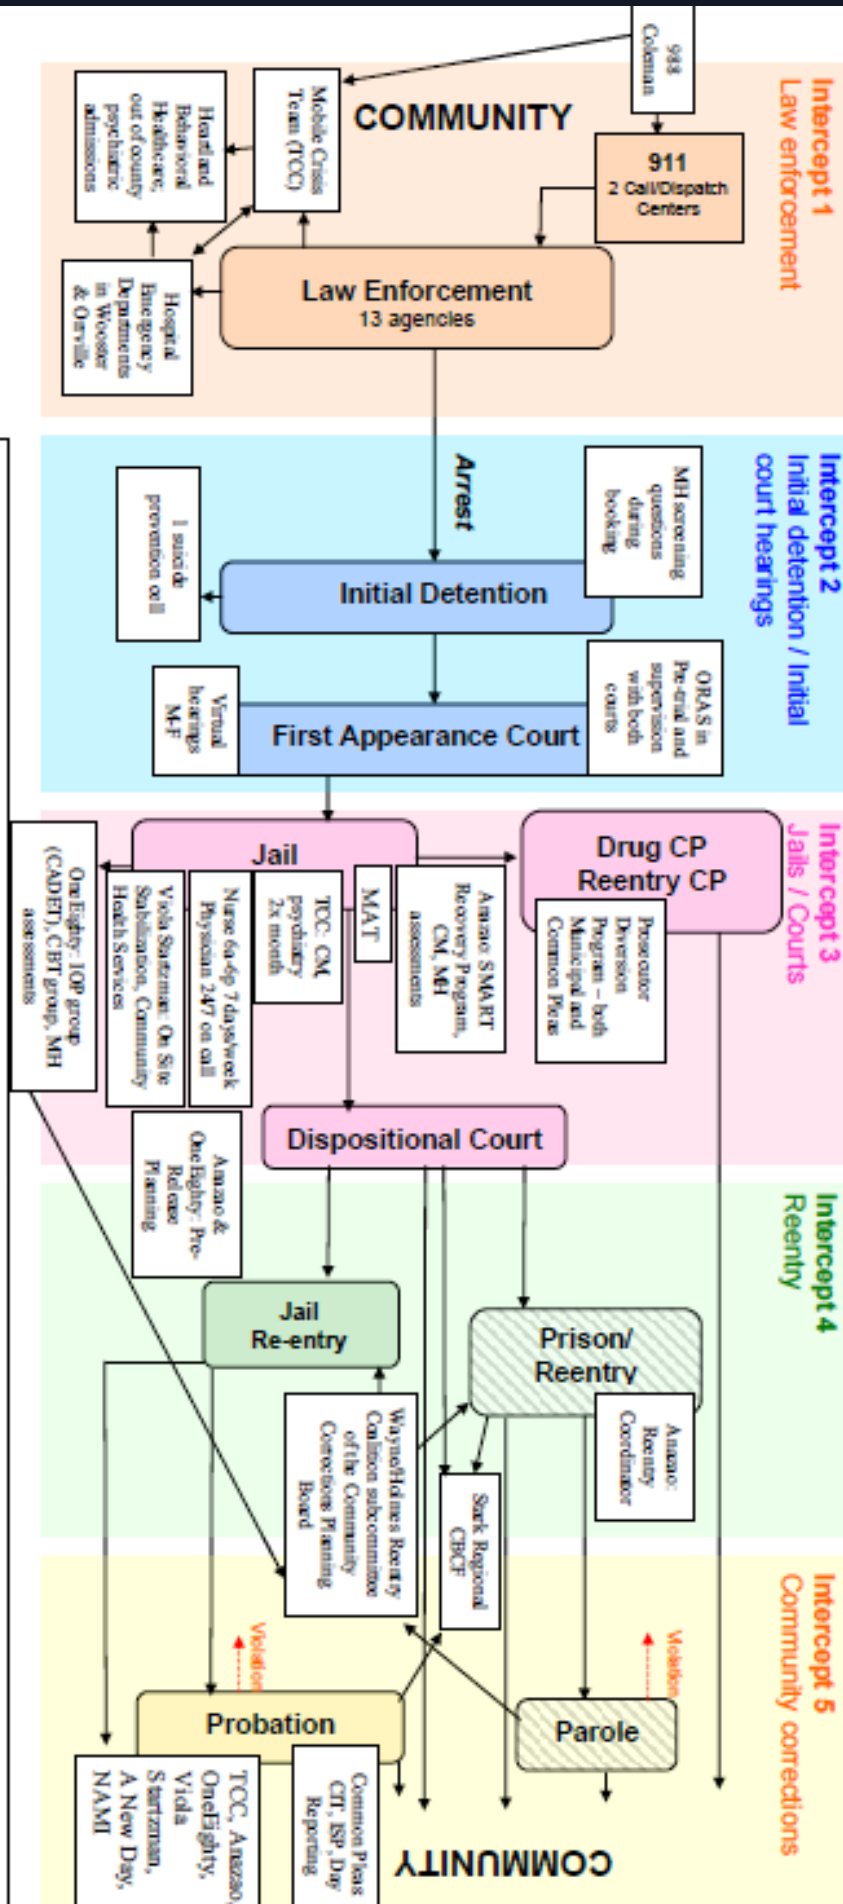 988
Coleman
Intercept 1
Law enforcement
COMMUNITY
911
2 Call/Dispatch
Centers
Mobile Crisis
Team (TCC)
Heartland
Behavioral
Healthcare,
out of county
psychiatric
admissions
Law Enforcement
13 agencies
Hospital
Emergency
Departments
in Wooster
& Orrville
Intercept 2
Initial detention / Initial
court hearings
Arrest
MH screening
questions
during
booking
1 suicide
prevention cell
Initial Detention
ORAS in
Pre-trial and
supervision
with both
courts
Virtual
hearings
M-F
First Appearance Court
Intercept 3
Jails / Courts
Jail
Drug CP
Reentry CP
Prosecutor
Diversion
Program – both
Municipal and
Common Pleas
Anazao: SMART
Recovery Program,
CM, MH
assessments
MAT
TCC: CM,
psychiatry
2x month
Nurse 6a-6p 7 days/week
Physician 24/7 on call
Viola Startzman: On Site
Stabilization, Community
Health Services
OneEighty: IOP group
(CADET), CBT group, MH
assessments
Dispositional Court
Anazao &
OneEighty: Pre-
Release
Planning
Intercept 4
Reentry
Jail
Re-entry
Prison/
Reentry
Anazao:
Reentry
Coordinator
Wayne/Holmes Reentry
Coalition subcommittee
of the Community
Corrections Planning
Board
Stark Regional
CBCF
Intercept 5
Community corrections
Violation
Violation
Probation
Parole
Common Pleas
CIT, ISP, Day
Reporting
TCC, Anazao,
OneEighty,
Viola
Startzman,
A New Day,
NAMI
COMMUNITY